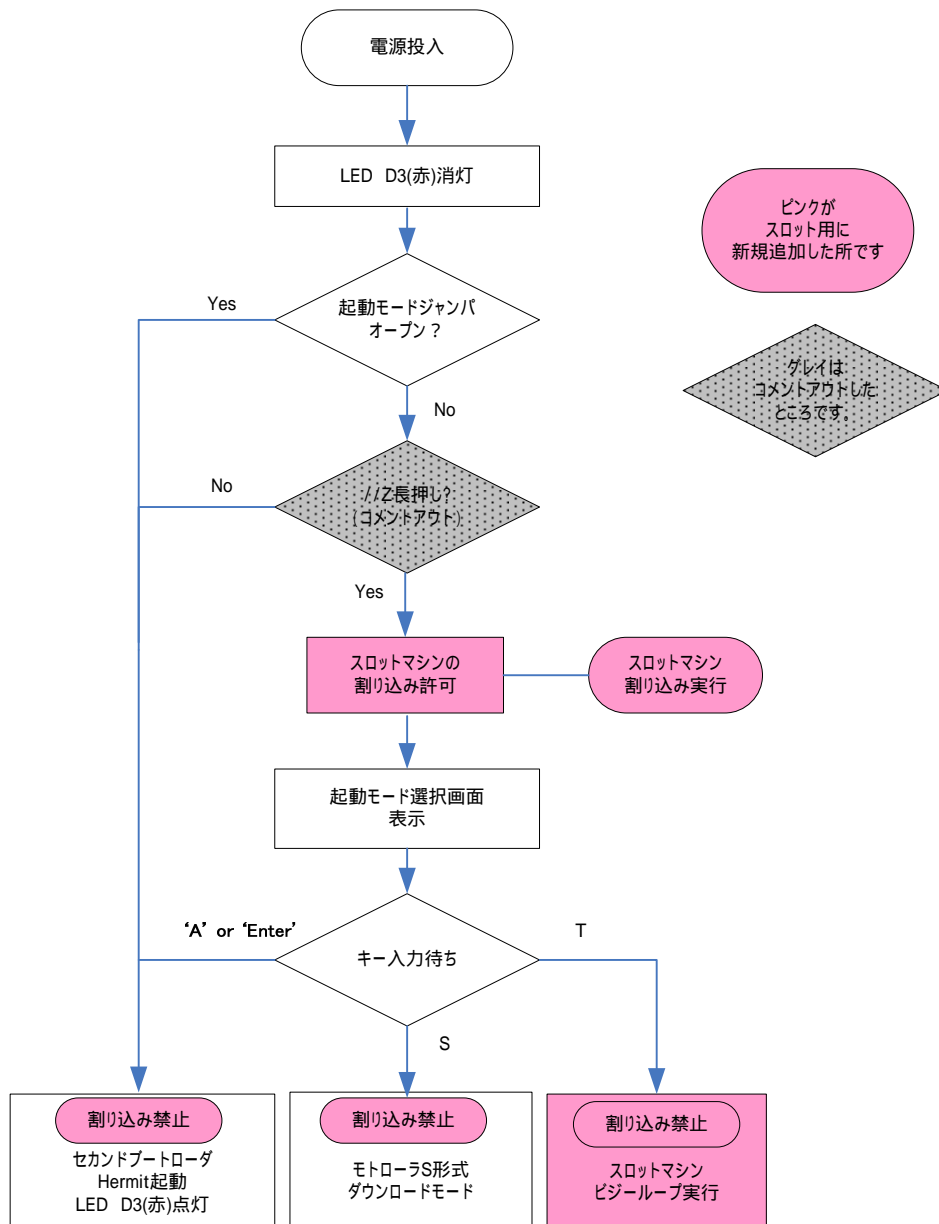 電源投入
LED D3(赤)消灯
ピンクが
スロット用に
新規追加した所です
起動モードジャンパ
オープン？
Yes
No
グレイは
コメントアウトした
ところです。
//Z長押し?
(コメントアウト)
No
Yes
スロットマシンの
割り込み許可
スロットマシン
割り込み実行
起動モード選択画面
表示
‘A’ or ‘Enter’
キー入力待ち
T
S
割り込み禁止
セカンドブートローダ
Hermit起動
LED D3(赤)点灯
割り込み禁止
モトローラS形式
ダウンロードモード
割り込み禁止
スロットマシン
ビジーループ実行